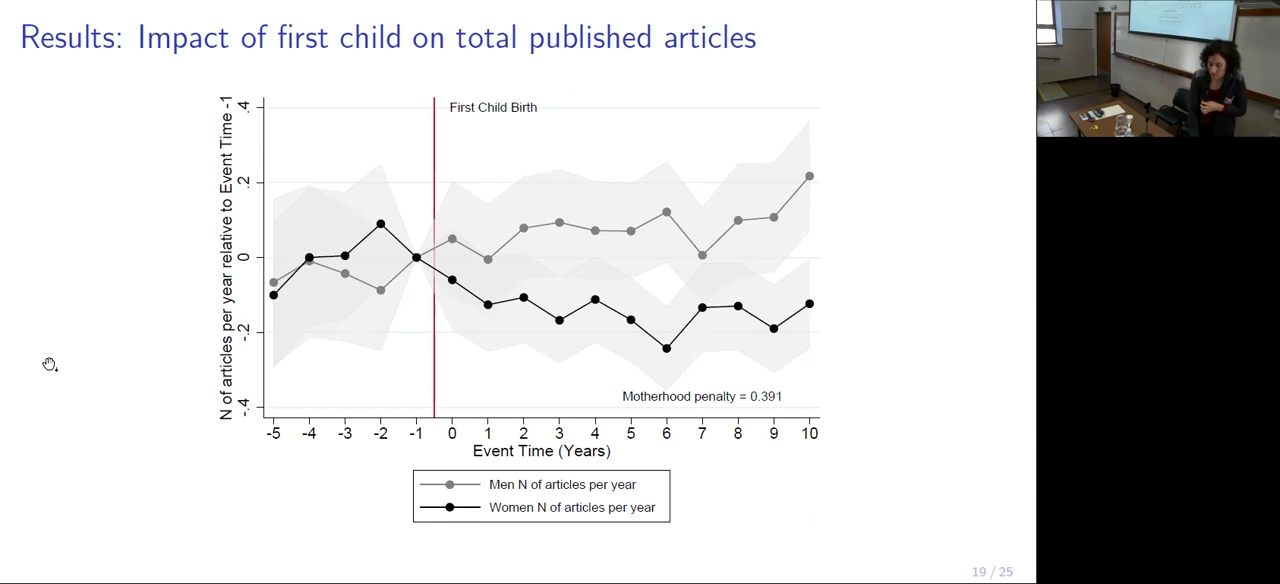 Results: Impact of first child on total published articles
N of articles per year relative to Event Time -1
.4
.2
0
-.2
-.4
First Child Birth
Motherhood penalty = 0.391
-5 -4 -3 -2 -1 0 1 2 3 4 5 6 7 8 9 10
Event Time (Years)
Men N of articles per year
Women N of articles per year
19 / 25